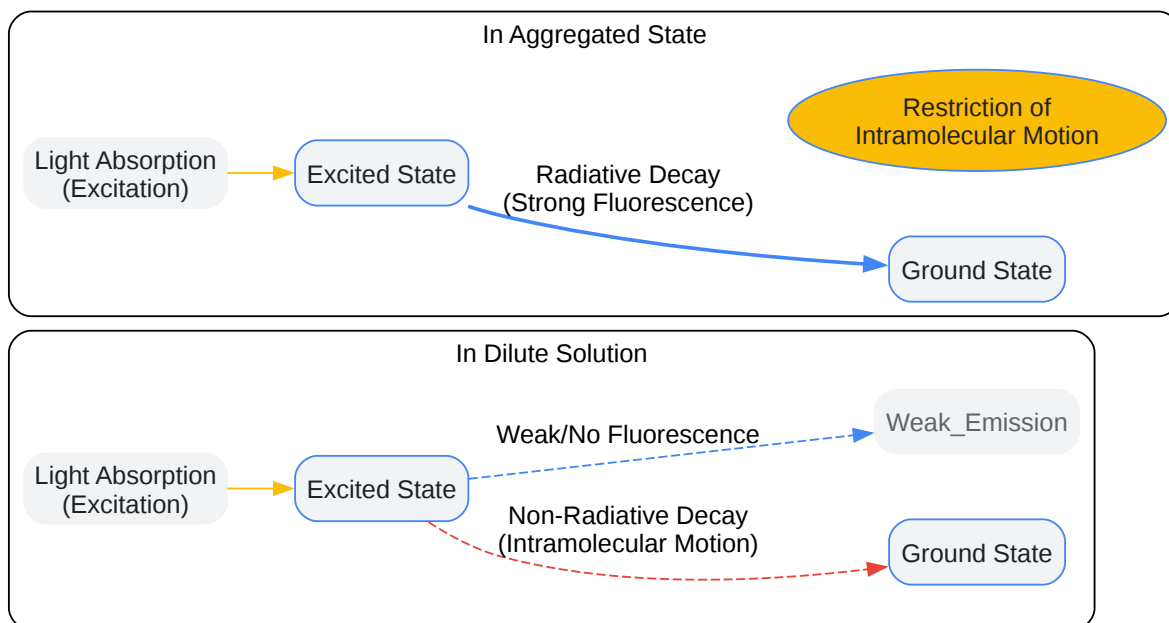 In Aggregated State
Restriction of
Intramolecular Motion
Light Absorption
(Excitation)
Excited State
Radiative Decay
(Strong Fluorescence)
Ground State
In Dilute Solution
Weak_Emission
Weak/No Fluorescence
Light Absorption
(Excitation)
Excited State
Non-Radiative Decay
(Intramolecular Motion)
Ground State